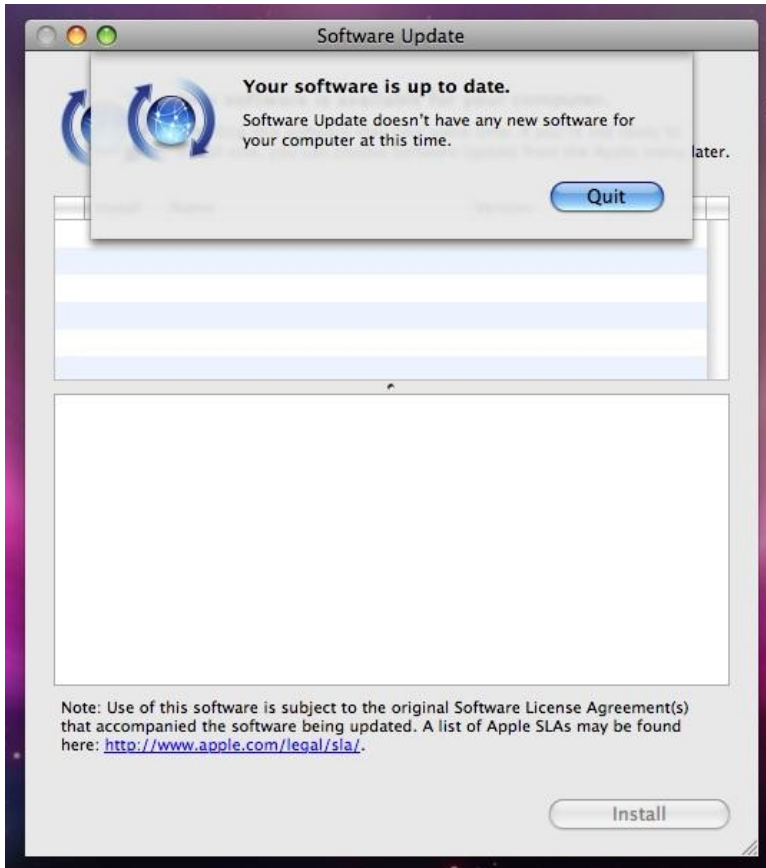 Software Update
Your software is up to date.
Software Update doesn't have any new software for
your computer at this time.
later.
Quit
Note: Use of this software is subject to the original Software License Agreement(s)
that accompanied the software being updated. A list of Apple SLAs may be found
here: http://www.apple.com/legal/sla/.
Install